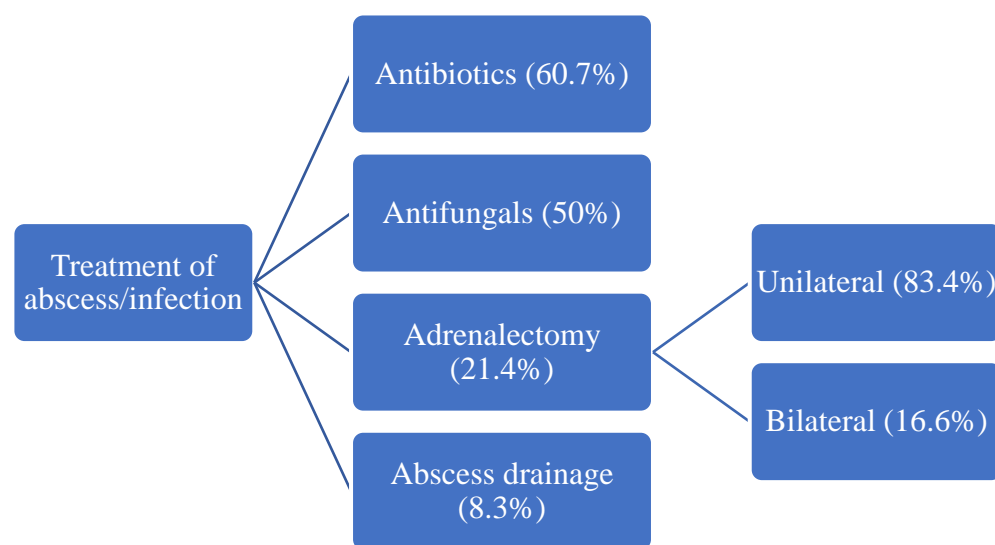 Treatment of
abscess/infection
Antibiotics (60.7%)
Antifungals (50%)
Adrenalectomy
(21.4%)
Abscess drainage
(8.3%)
Unilateral (83.4%)
Bilateral (16.6%)